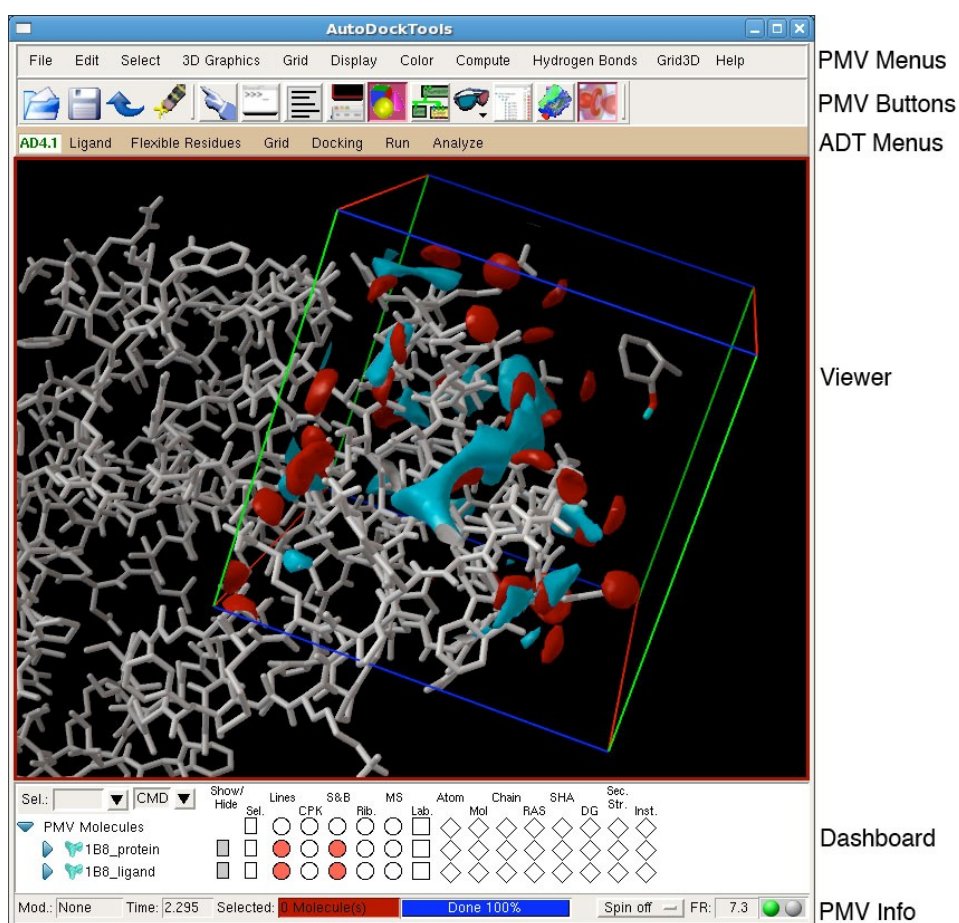 AutoDockTools
File Edit Select 3D Graphics Grid Display Color Compute Hydrogen Bonds Grid3D Help
PMV Menus
PMV Buttons
AD4.1 Ligand Flexible Residues Grid Docking Run Analyze
ADT Menus
Viewer
Sel.: CMD Show/ Hide Sel. Lines CPK S&B Rib. MS Lab. Atom Mol Chain RAS SHA DG Sec. Str. Inst.
PMV Molecules
1B8_protein
1B8_ligand
Dashboard
Mod.: None Time: 2.295 Selected: 0 Molecule(s) Done 100% Spin off FR: 7.3
PMV Info